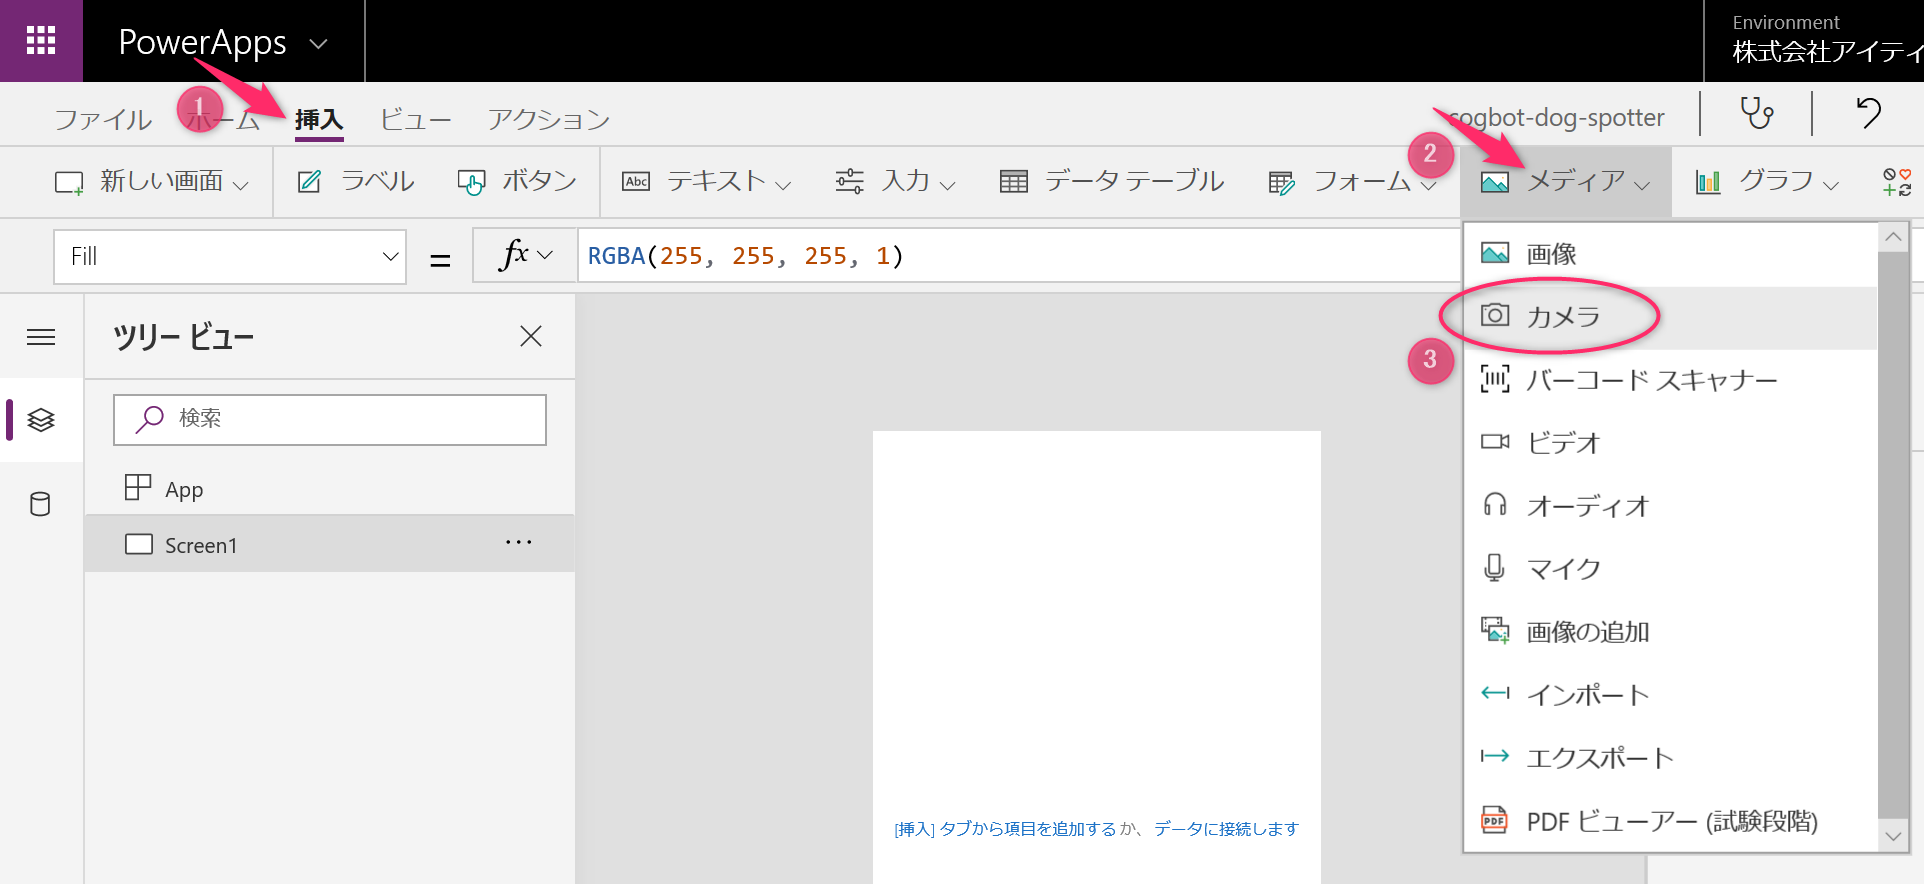 PowerApps
Environment
株式会社アイティ
ファイル ホーム 挿入 ビュー アクション
1
cogbot-dog-spotter
2
新しい画面 ラベル ボタン Abc テキスト 入力 データ テーブル フォーム メディア グラフ
Fill = fx RGBA(255, 255, 255, 1)
画像
カメラ
3
バーコード スキャナー
ビデオ
オーディオ
マイク
画像の追加
インポート
エクスポート
PDF PDF ビューアー (試験段階)
ツリー ビュー
検索
App
Screen1 ...
[挿入] タブから項目を追加する か、 データに接続します